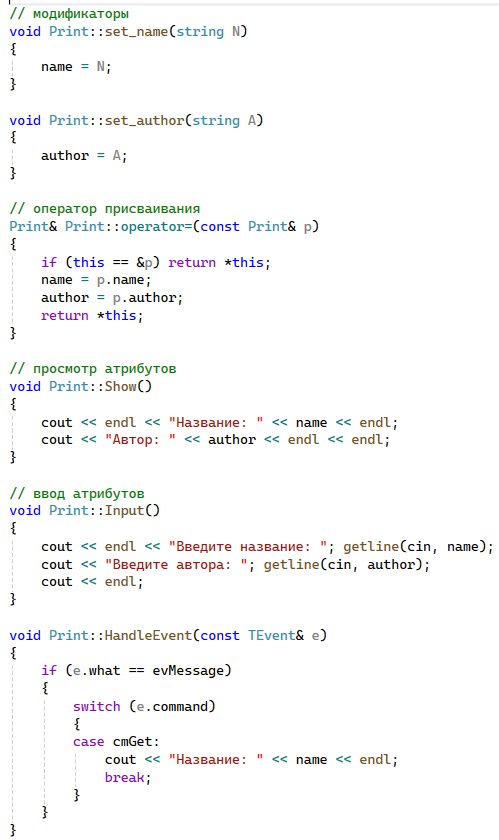 // модификаторы
void Print::set_name(string N)
{
    name = N;
}

void Print::set_author(string A)
{
    author = A;
}

// оператор присваивания
Print& Print::operator=(const Print& p)
{
    if (this == &p) return *this;
    name = p.name;
    author = p.author;
    return *this;
}

// просмотр атрибутов
void Print::Show()
{
    cout << endl << "Название: " << name << endl;
    cout << "Автор: " << author << endl << endl;
}

// ввод атрибутов
void Print::Input()
{
    cout << endl << "Введите название: "; getline(cin, name);
    cout << "Введите автора: "; getline(cin, author);
    cout << endl;
}

void Print::HandleEvent(const TEvent& e)
{
    if (e.what == evMessage)
    {
        switch (e.command)
        {
        case cmGet:
            cout << "Название: " << name << endl;
            break;
        }
    }
}